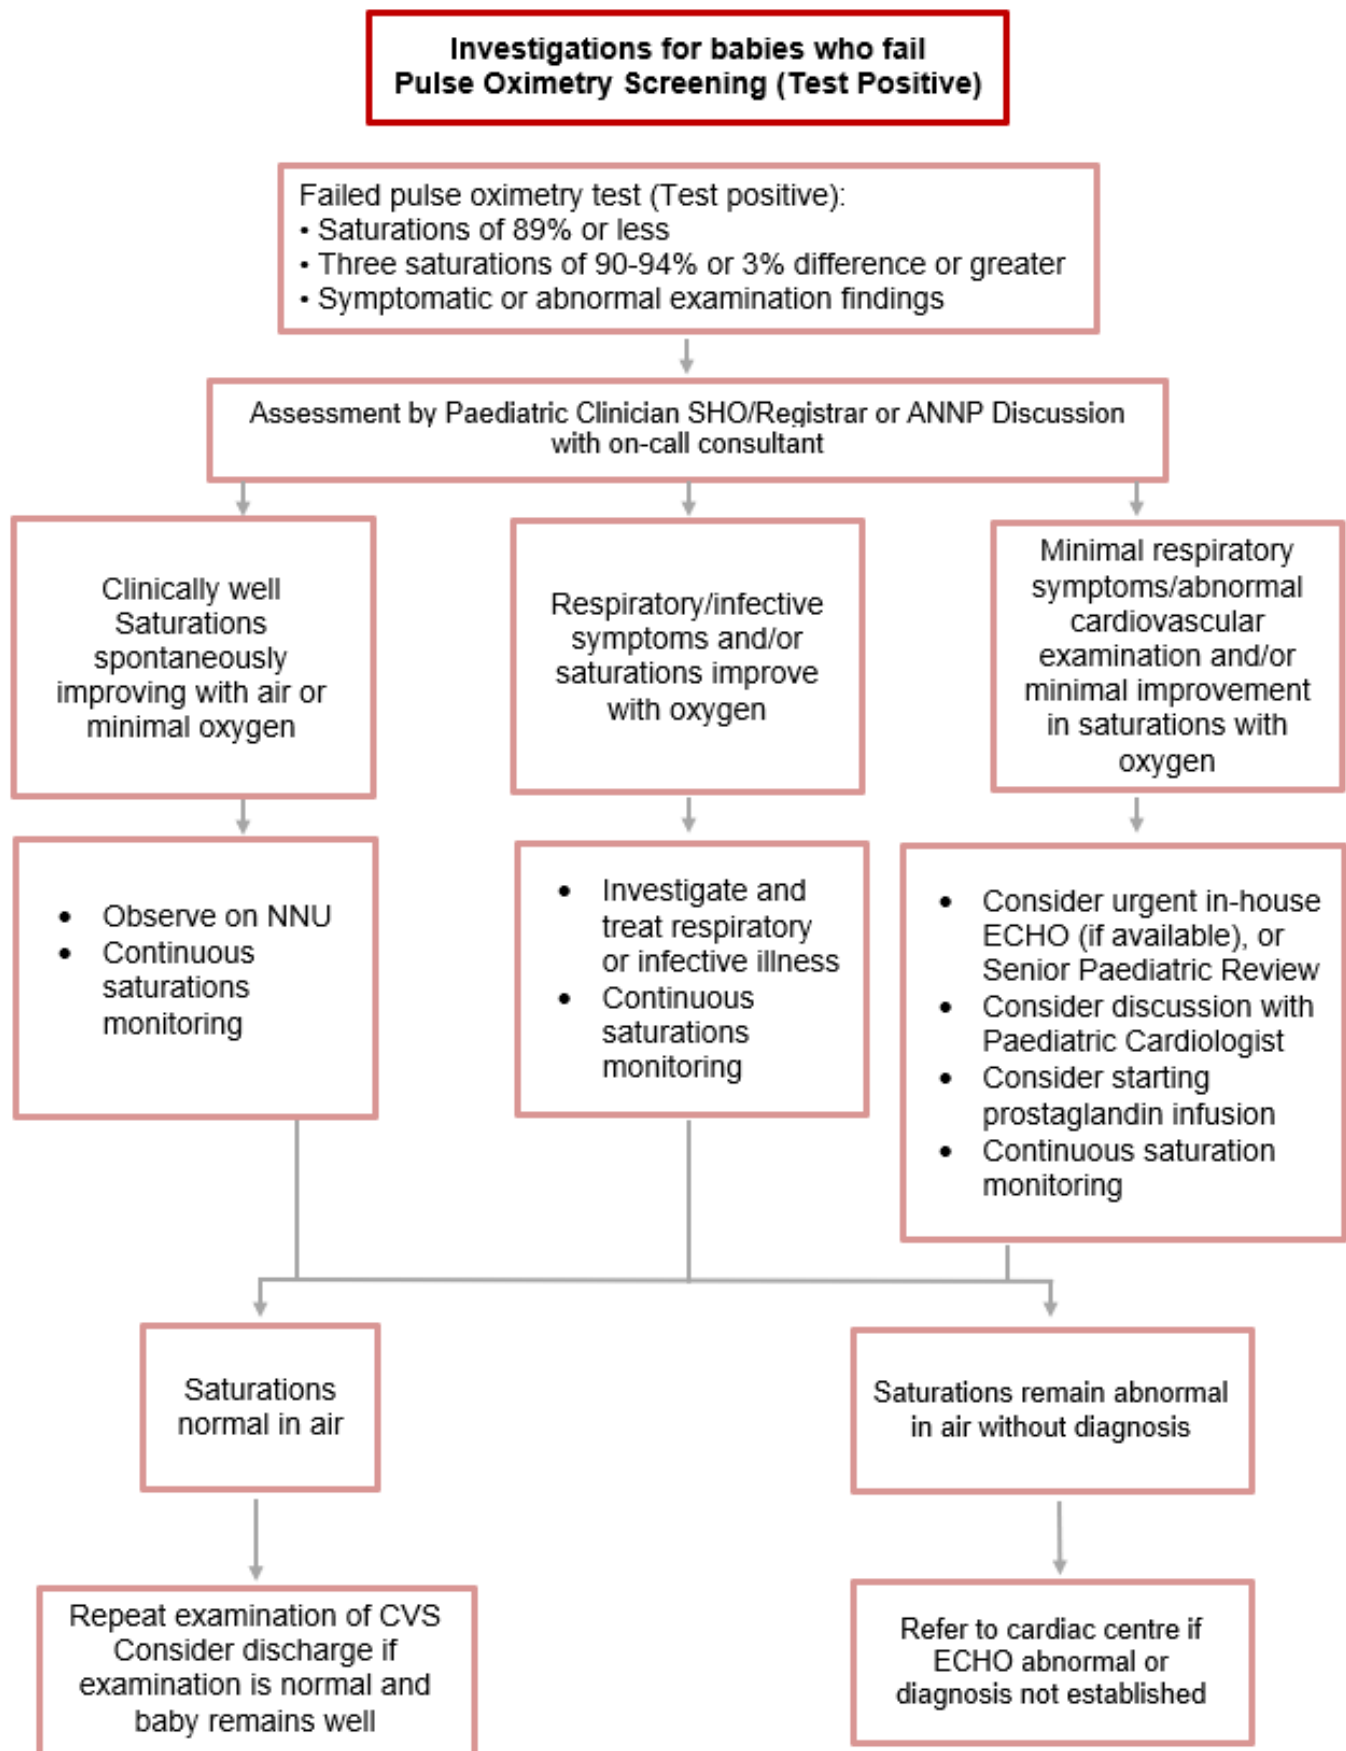 Investigations for babies who fail
Pulse Oximetry Screening (Test Positive)
Failed pulse oximetry test (Test positive):
• Saturations of 89% or less
• Three saturations of 90-94% or 3% difference or greater
• Symptomatic or abnormal examination findings
Assessment by Paediatric Clinician SHO/Registrar or ANNP Discussion
with on-call consultant
Clinically well
Saturations
spontaneously
improving with air or
minimal oxygen
Respiratory/infective
symptoms and/or
saturations improve
with oxygen
Minimal respiratory
symptoms/abnormal
cardiovascular
examination and/or
minimal improvement
in saturations with
oxygen
• Observe on NNU
• Continuous
saturations
monitoring
• Investigate and
treat respiratory
or infective illness
• Continuous
saturations
monitoring
• Consider urgent in-house
ECHO (if available), or
Senior Paediatric Review
• Consider discussion with
Paediatric Cardiologist
• Consider starting
prostaglandin infusion
• Continuous saturation
monitoring
Saturations
normal in air
Saturations remain abnormal
in air without diagnosis
Repeat examination of CVS
Consider discharge if
examination is normal and
baby remains well
Refer to cardiac centre if
ECHO abnormal or
diagnosis not established